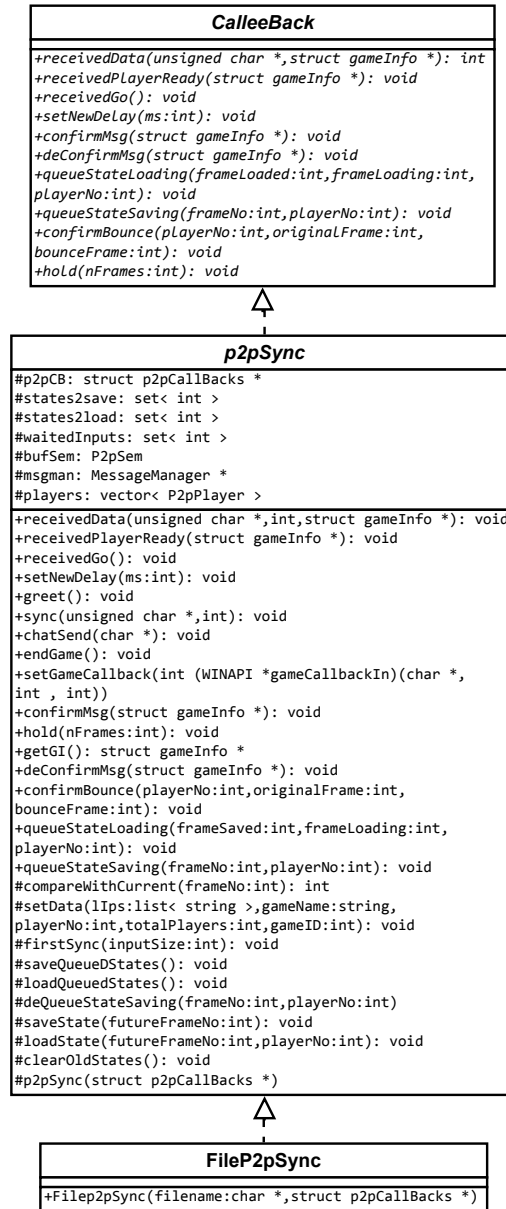 CalleeBack
+receivedData(unsigned char *,struct gameInfo *): int
+receivedPlayerReady(struct gameInfo *): void
+receivedGo(): void
+setNewDelay(ms:int): void
+confirmMsg(struct gameInfo *): void
+deConfirmMsg(struct gameInfo *): void
+queueStateLoading(frameLoaded:int,frameLoading:int,
playerNo:int): void
+queueStateSaving(frameNo:int,playerNo:int): void
+confirmBounce(playerNo:int,originalFrame:int,
bounceFrame:int): void
+hold(nFrames:int): void
p2pSync
#p2pCB: struct p2pCallBacks *
#states2save: set< int >
#states2load: set< int >
#waitedInputs: set< int >
#bufSem: P2pSem
#msgman: MessageManager *
#players: vector< P2pPlayer >
+receivedData(unsigned char *,int,struct gameInfo *): void
+receivedPlayerReady(struct gameInfo *): void
+receivedGo(): void
+setNewDelay(ms:int): void
+greet(): void
+sync(unsigned char *,int): void
+chatSend(char *): void
+endGame(): void
+setGameCallback(int (WINAPI *gameCallbackIn)(char *,
int , int))
+confirmMsg(struct gameInfo *): void
+hold(nFrames:int): void
+getGI(): struct gameInfo *
+deConfirmMsg(struct gameInfo *): void
+confirmBounce(playerNo:int,originalFrame:int,
bounceFrame:int): void
+queueStateLoading(frameSaved:int,frameLoading:int,
playerNo:int): void
+queueStateSaving(frameNo:int,playerNo:int): void
#compareWithCurrent(frameNo:int): int
#setData(lIps:list< string >,gameName:string,
playerNo:int,totalPlayers:int,gameID:int): void
#firstSync(inputSize:int): void
#saveQueueDStates(): void
#loadQueuedStates(): void
#deQueueStateSaving(frameNo:int,playerNo:int)
#saveState(futureFrameNo:int): void
#loadState(futureFrameNo:int,playerNo:int): void
#clearOldStates(): void
#p2pSync(struct p2pCallBacks *)
FileP2pSync
+Filep2pSync(filename:char *,struct p2pCallBacks *)